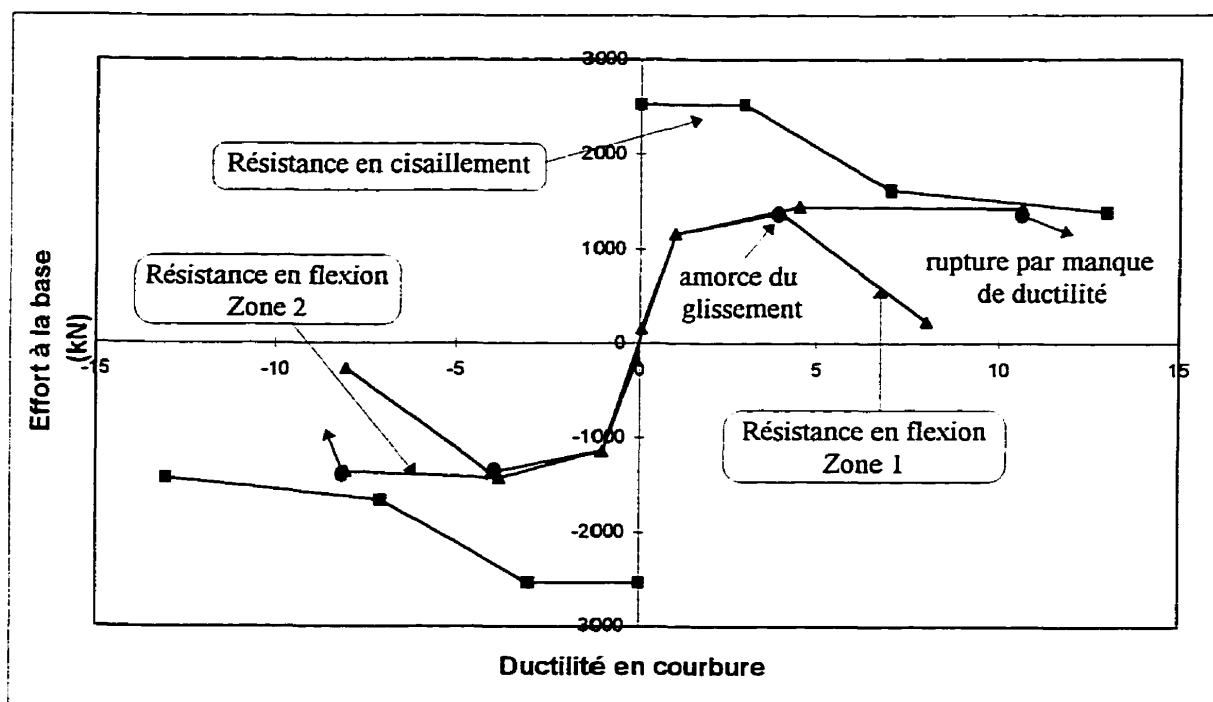 3000
Résistance en cisaillement
2000
1000
Résistance en flexion
Zone 2
amorce du
glissement
rupture par manque
de ductilité
Effort à la base
(kN)
0
-15
-10
-5
0
5
10
15
-1000
Résistance en flexion
Zone 1
-2000
3000
Ductilité en courbure